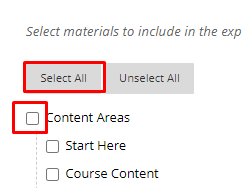 Select materials to include in the exp
Select All Unselect All
Content Areas
Start Here
Course Content